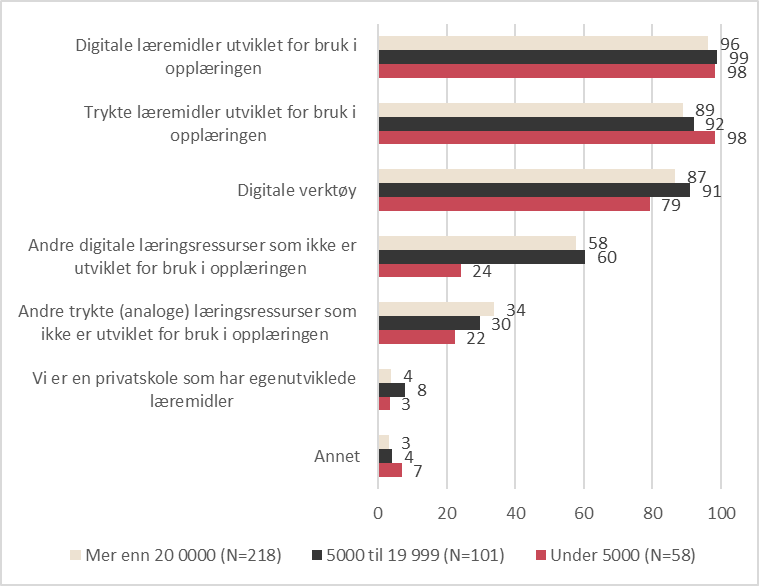 Digitale læremidler utviklet for bruk i
opplæringen
96
99
98
Trykte læremidler utviklet for bruk i
opplæringen
89
92
98
Digitale verktøy
87
91
79
Andre digitale læringsressurser som ikke er
utviklet for bruk i opplæringen
58
60
24
Andre trykte (analoge) læringsressurser som
ikke er utviklet for bruk i opplæringen
34
30
22
Vi er en privatskole som har egenutviklede
læremidler
4
8
3
Annet
3
4
7
0 20 40 60 80 100
Mer enn 20 0000 (N=218) 5000 til 19 999 (N=101) Under 5000 (N=58)